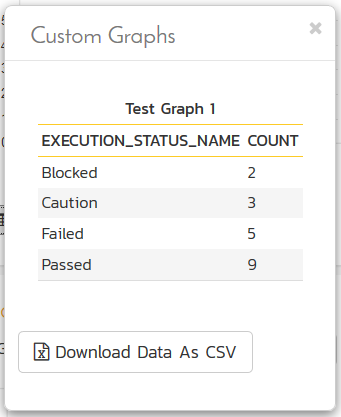 Custom Graphs ×
Test Graph 1
EXECUTION_STATUS_NAME COUNT
Blocked 2
Caution 3
Failed 5
Passed 9
Download Data As CSV